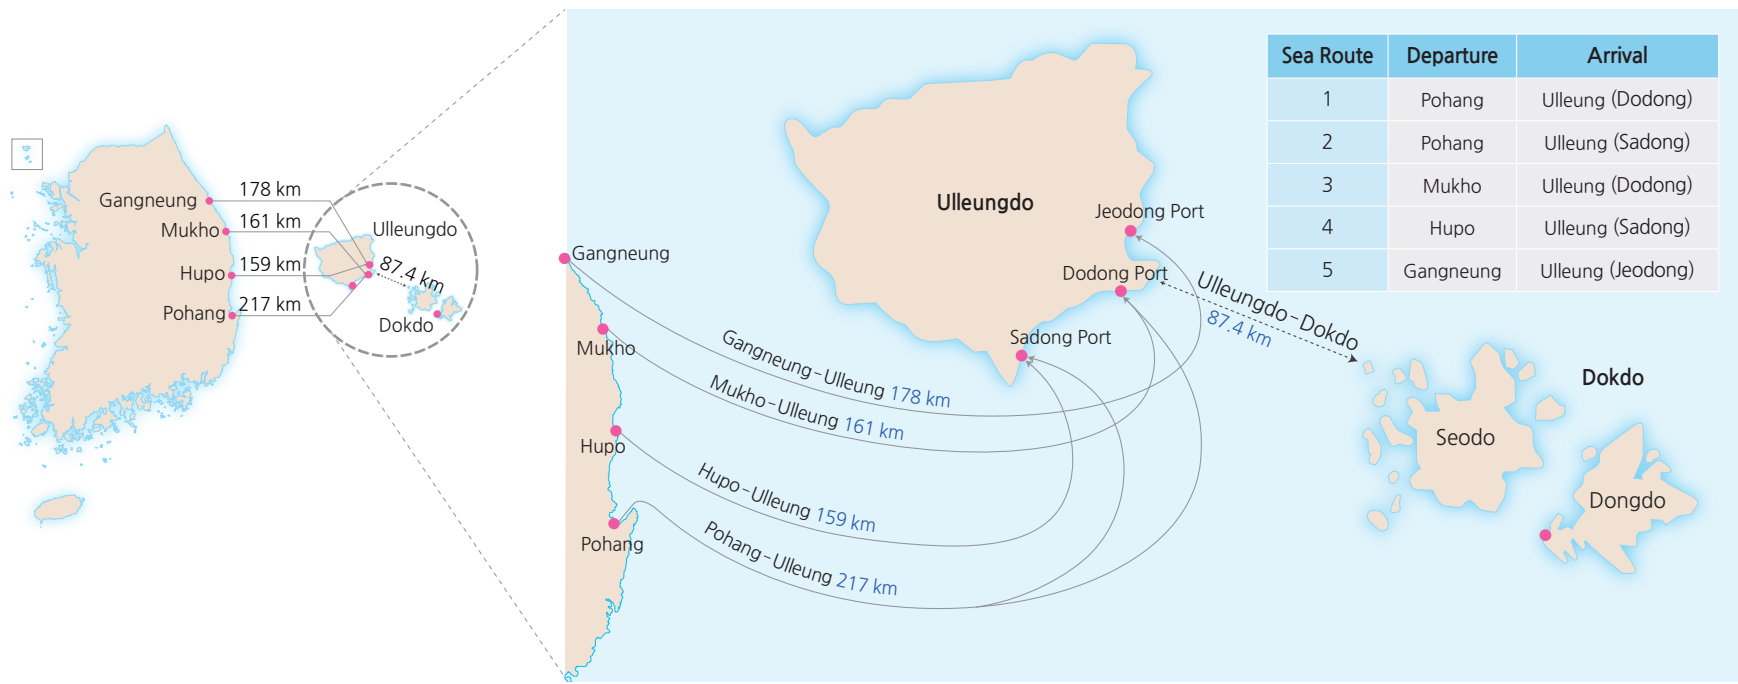 Gangneung
178 km
Mukho
161 km
Hupo
159 km
Pohang
217 km
Ulleungdo
87.4 km
Dokdo
Gangneung
Mukho
Hupo
Pohang
Gangneung–Ulleung 178 km
Mukho–Ulleung 161 km
Hupo–Ulleung 159 km
Pohang–Ulleung 217 km
Ulleungdo
Jeodong Port
Dodong Port
Sadong Port
Ulleungdo–Dokdo
87.4 km
Dokdo
Seodo
Dongdo
Sea Route Departure Arrival
1 Pohang Ulleung (Dodong)
2 Pohang Ulleung (Sadong)
3 Mukho Ulleung (Dodong)
4 Hupo Ulleung (Sadong)
5 Gangneung Ulleung (Jeodong)